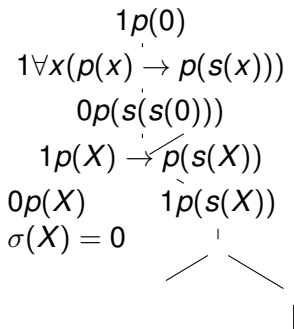 1p(0)
1∀x(p(x) → p(s(x)))
0p(s(s(0)))
1p(X) → p(s(X))
0p(X) 1p(s(X))
σ(X) = 0